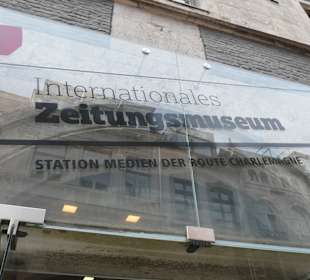 Internationales
Zeitungsmuseum
STATION MEDIEN DER ROUTE CHARLEMAGNE